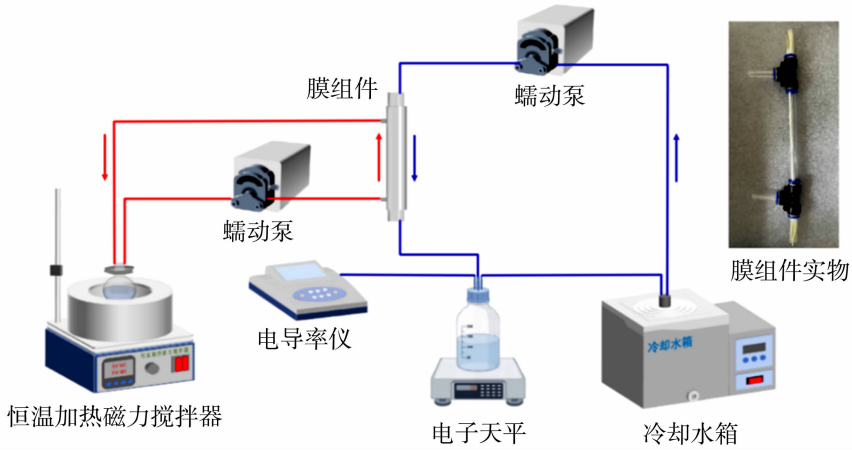 膜组件
蠕动泵
蠕动泵
膜组件实物
电导率仪
冷却水箱
恒温加热磁力搅拌器
电子天平
冷却水箱